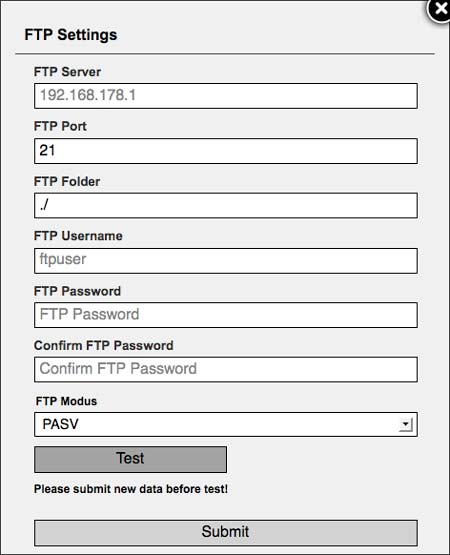 FTP Settings
FTP Server
192.168.178.1
FTP Port
21
FTP Folder
./
FTP Username
ftpuser
FTP Password
FTP Password
Confirm FTP Password
Confirm FTP Password
FTP Modus
PASV
Test
Please submit new data before test!
Submit